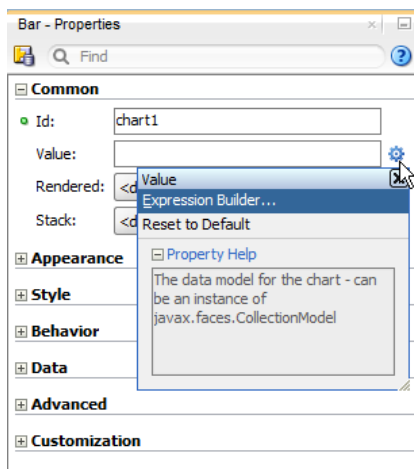 Bar - Properties
Find
Common
Id: chart1
Value:
Rendered: <d
Value
Expression Builder...
Stack: <d
Reset to Default
Property Help
The data model for the chart - can
be an instance of
javax.faces.CollectionModel
Appearance
Style
Behavior
Data
Advanced
Customization